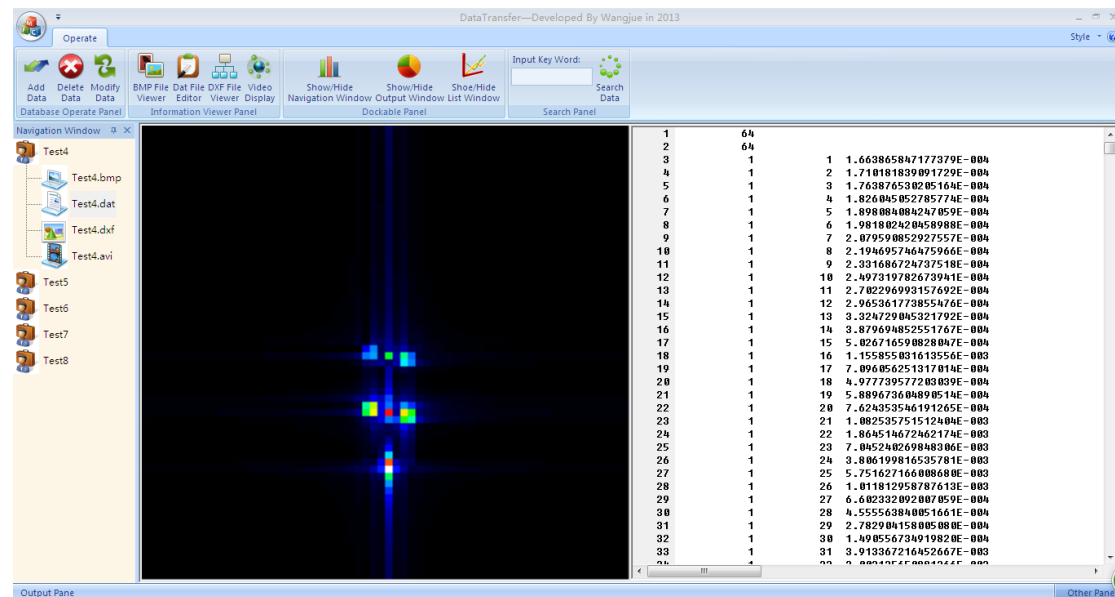 DataTransfer—Developed By Wangjue in 2013
Operate
Style
Add Data
Delete Data
Modify Data
BMP File Viewer
Dat File Editor
DXF File Viewer
Video Display
Show/Hide Navigation Window
Show/Hide Output Window
Shoe/Hide List Window
Input Key Word:
Search Data
Database Operate Panel
Information Viewer Panel
Dockable Panel
Search Panel
Navigation Window
Test4
Test4.bmp
Test4.dat
Test4.dxf
Test4.avi
Test5
Test6
Test7
Test8
1 64
2 64
3 1 1 1.663865847177379E-004
4 1 2 1.710181839091729E-004
5 1 3 1.763876530205164E-004
6 1 4 1.826045052785774E-004
7 1 5 1.898084084247059E-004
8 1 6 1.981802420458988E-004
9 1 7 2.079590852927557E-004
10 1 8 2.194695746475966E-004
11 1 9 2.331686724737518E-004
12 1 10 2.497319782673941E-004
13 1 11 2.702296993157692E-004
14 1 12 2.965361773855476E-004
15 1 13 3.324729045321792E-004
16 1 14 3.879694852551767E-004
17 1 15 5.026716590828047E-004
18 1 16 1.155855031613556E-003
19 1 17 7.096056251317014E-004
20 1 18 4.977739577203039E-004
21 1 19 5.889673604890514E-004
22 1 20 7.624353546191265E-004
23 1 21 1.082535751512404E-003
24 1 22 1.864514672462174E-003
25 1 23 7.045240269848306E-003
26 1 24 3.806199816535781E-003
27 1 25 5.751627166008680E-003
28 1 26 1.011812958787613E-003
29 1 27 6.602332092007059E-004
30 1 28 4.555563840051661E-004
31 1 29 2.782904158005080E-004
32 1 30 1.490556734919820E-004
33 1 31 3.913367216452667E-003
Output Pane
Other Pane